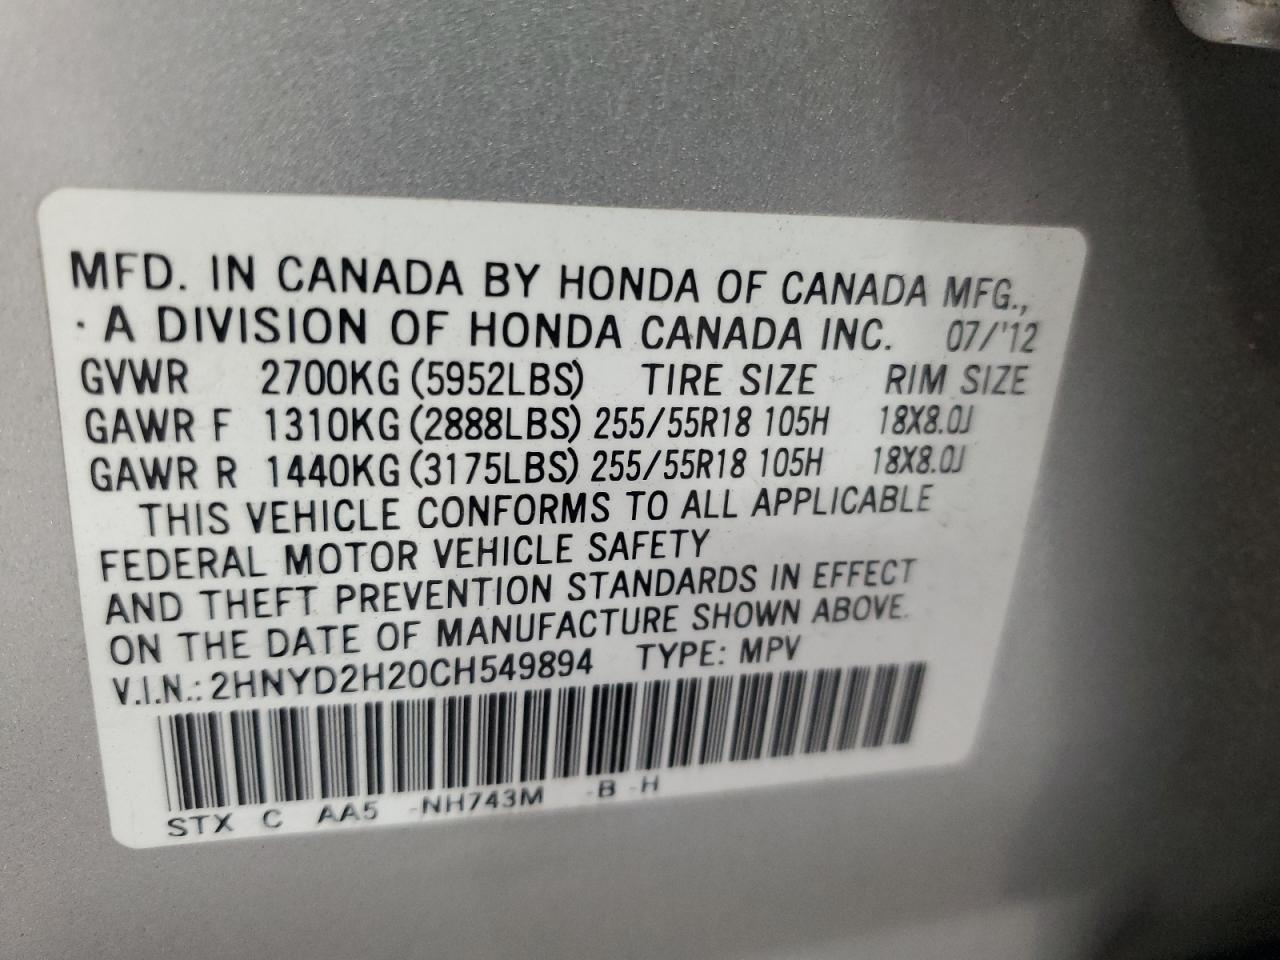 MFD. IN CANADA BY HONDA OF CANADA MFG.,
· A DIVISION OF HONDA CANADA INC. 07/'12
GVWR 2700KG (5952LBS) TIRE SIZE RIM SIZE
GAWR F 1310KG (2888LBS) 255/55R18 105H 18X8.0J
GAWR R 1440KG (3175LBS) 255/55R18 105H 18X8.0J
THIS VEHICLE CONFORMS TO ALL APPLICABLE
FEDERAL MOTOR VEHICLE SAFETY
AND THEFT PREVENTION STANDARDS IN EFFECT
ON THE DATE OF MANUFACTURE SHOWN ABOVE.
V.I.N.: 2HNYD2H20CH549894 TYPE: MPV
STX C AA5 -NH743M -B -H